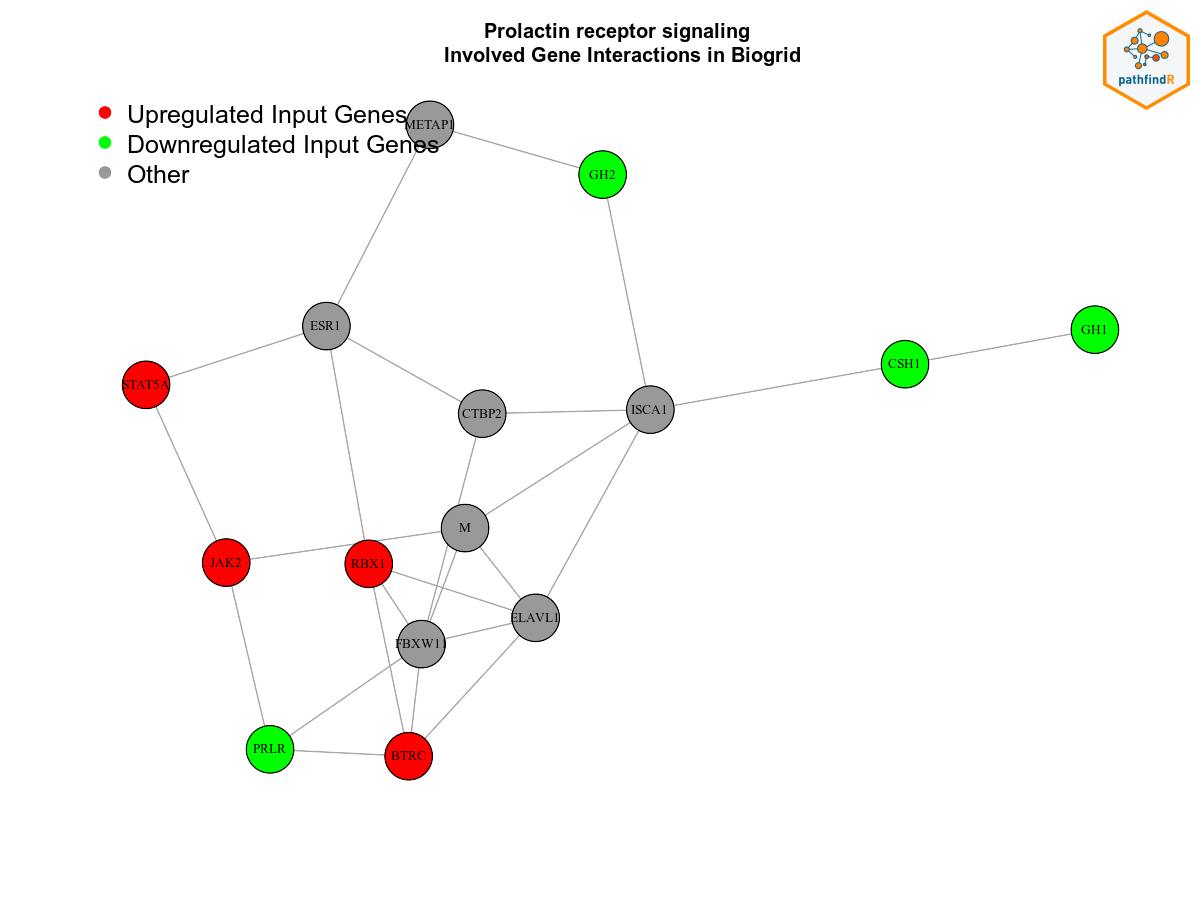 Prolactin receptor signaling
Involved Gene Interactions in Biogrid
pathfindR
Upregulated Input Genes
Downregulated Input Genes
Other
METAP1
GH2
ESR1
GH1
CSH1
STAT5A
CTBP2
ISCA1
M
JAK2
RBX1
ELAVL1
FBXW11
PRLR
BTRC